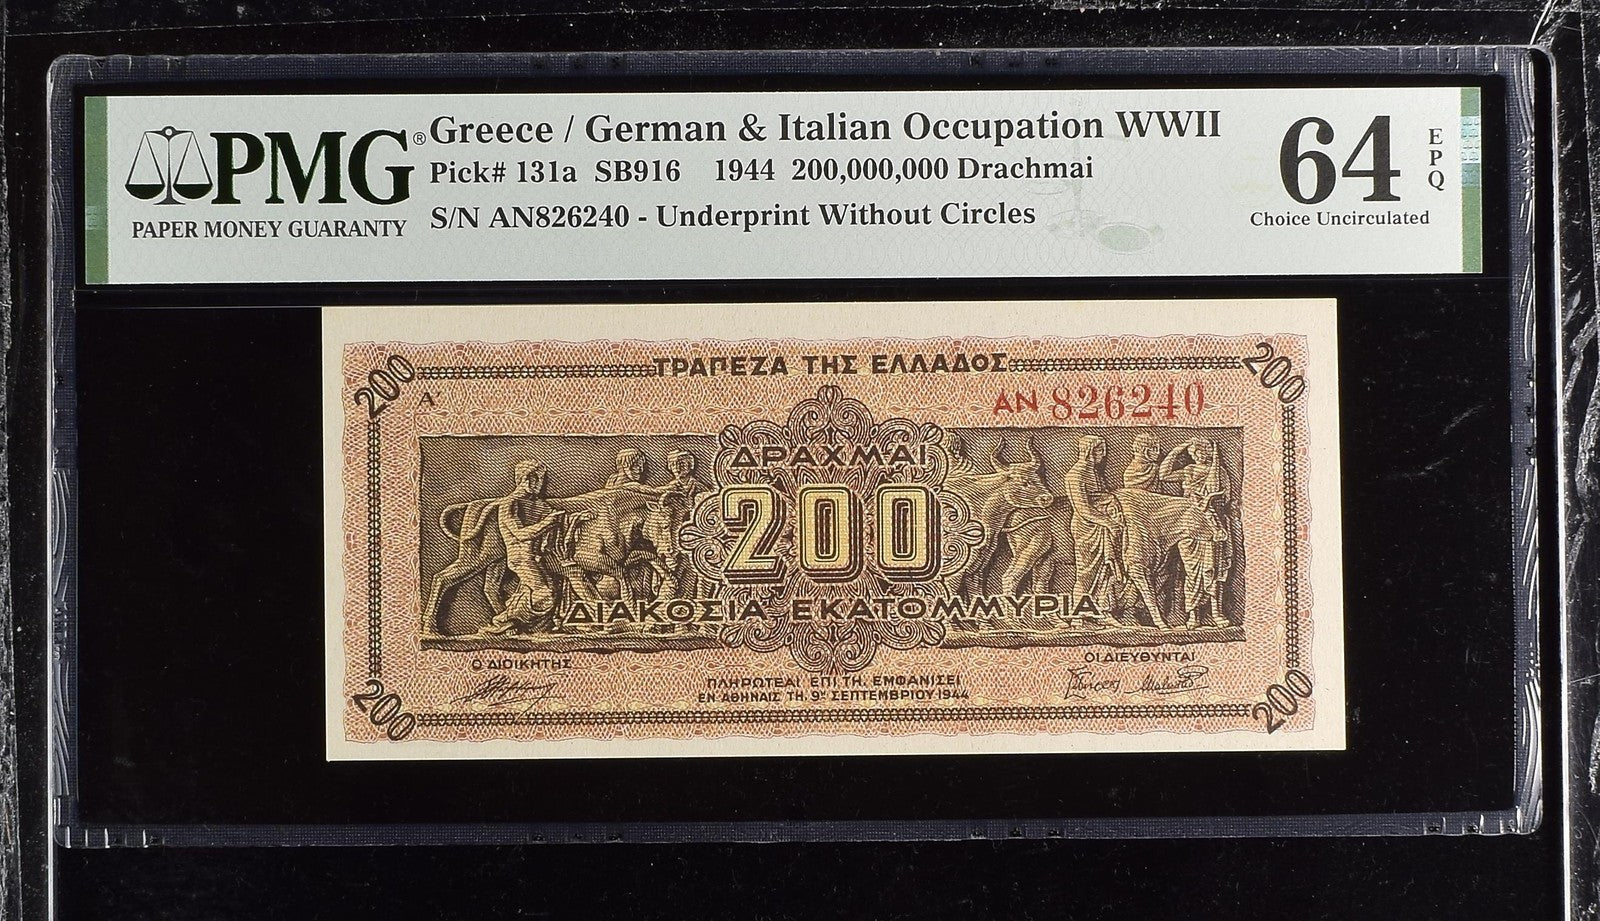 PMG®
PAPER MONEY GUARANTY
Greece / German & Italian Occupation WWII
Pick# 131a SB916 1944 200,000,000 Drachmai
S/N AN826240 - Underprint Without Circles
64 EPQ
Choice Uncirculated
200 ΤΡΑΠΕΖΑ ΤΗΣ ΕΛΛΑΔΟΣ 200
Α' ΑΝ 826240
ΔΡΑΧΜΑΙ
200
ΔΙΑΚΟΣΙΑ ΕΚΑΤΟΜΜΥΡΙΑ
Ο ΔΙΟΙΚΗΤΗΣ ΟΙ ΔΙΕΥΘΥΝΤΑΙ
ΠΛΗΡΩΤΕΑΙ ΕΠΙ ΤΗ, ΕΜΦΑΝΙΣΕΙ
ΕΝ ΑΘΗΝΑΙΣ ΤΗ, 9ῃ ΣΕΠΤΕΜΒΡΙΟΥ 1944
200 200